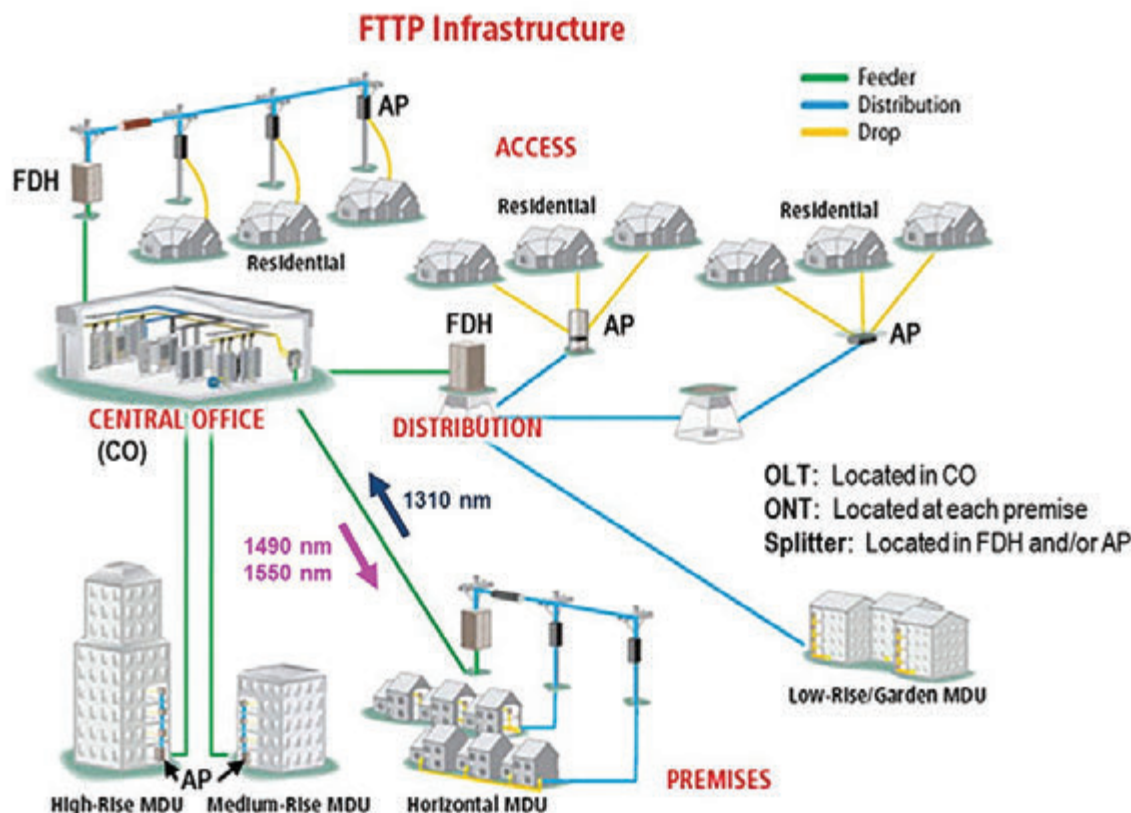 FTTP Infrastructure
Feeder
Distribution
Drop
AP
ACCESS
FDH
Residential
Residential
Residential
FDH
AP
AP
CENTRAL OFFICE
(CO)
DISTRIBUTION
1310 nm
1490 nm
1550 nm
OLT: Located in CO
ONT: Located at each premise
Splitter: Located in FDH and/or AP
Low-Rise/Garden MDU
AP
PREMISES
High-Rise MDU
Medium-Rise MDU
Horizontal MDU